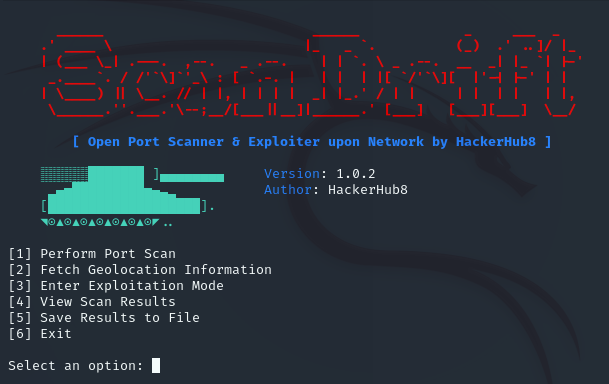 ScanDrift
[ Open Port Scanner & Exploiter upon Network by HackerHub8 ]
Version: 1.0.2
Author: HackerHub8
[1] Perform Port Scan
[2] Fetch Geolocation Information
[3] Enter Exploitation Mode
[4] View Scan Results
[5] Save Results to File
[6] Exit
Select an option: